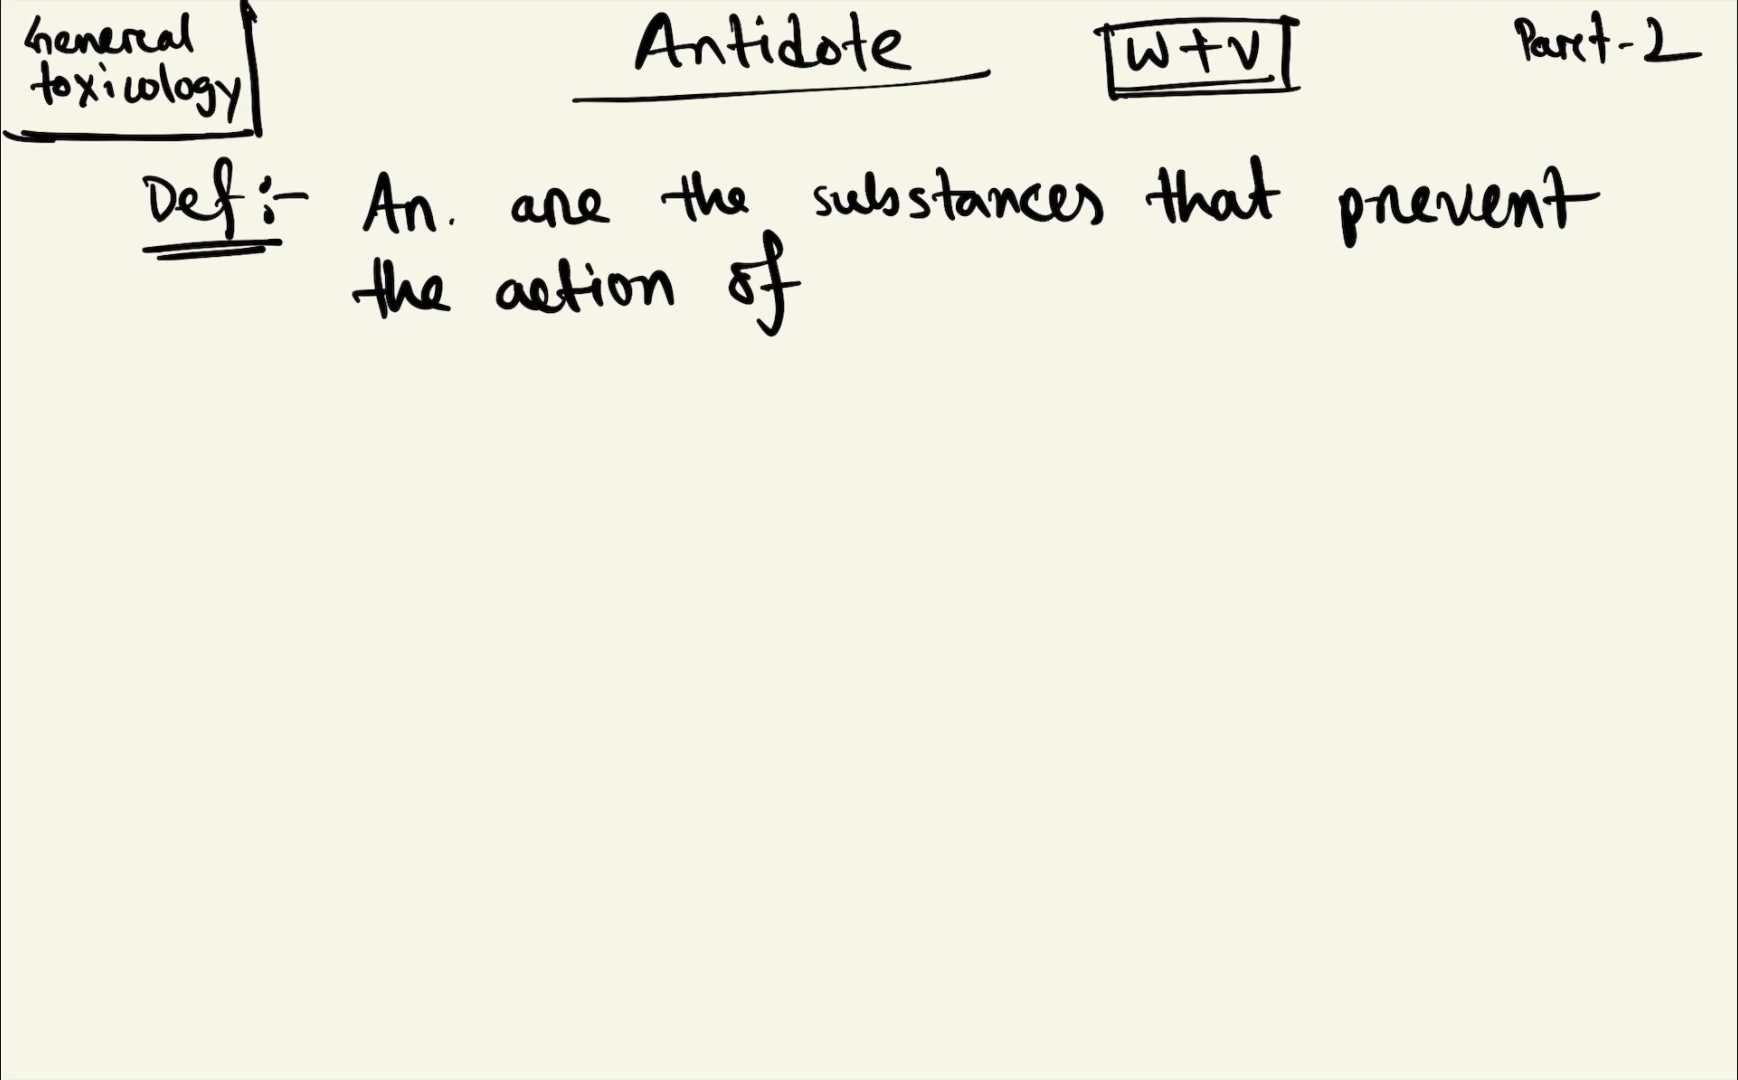 General
toxicology
Antidote
W+V
Part-2
Def:- An. are the substances that prevent
the action of